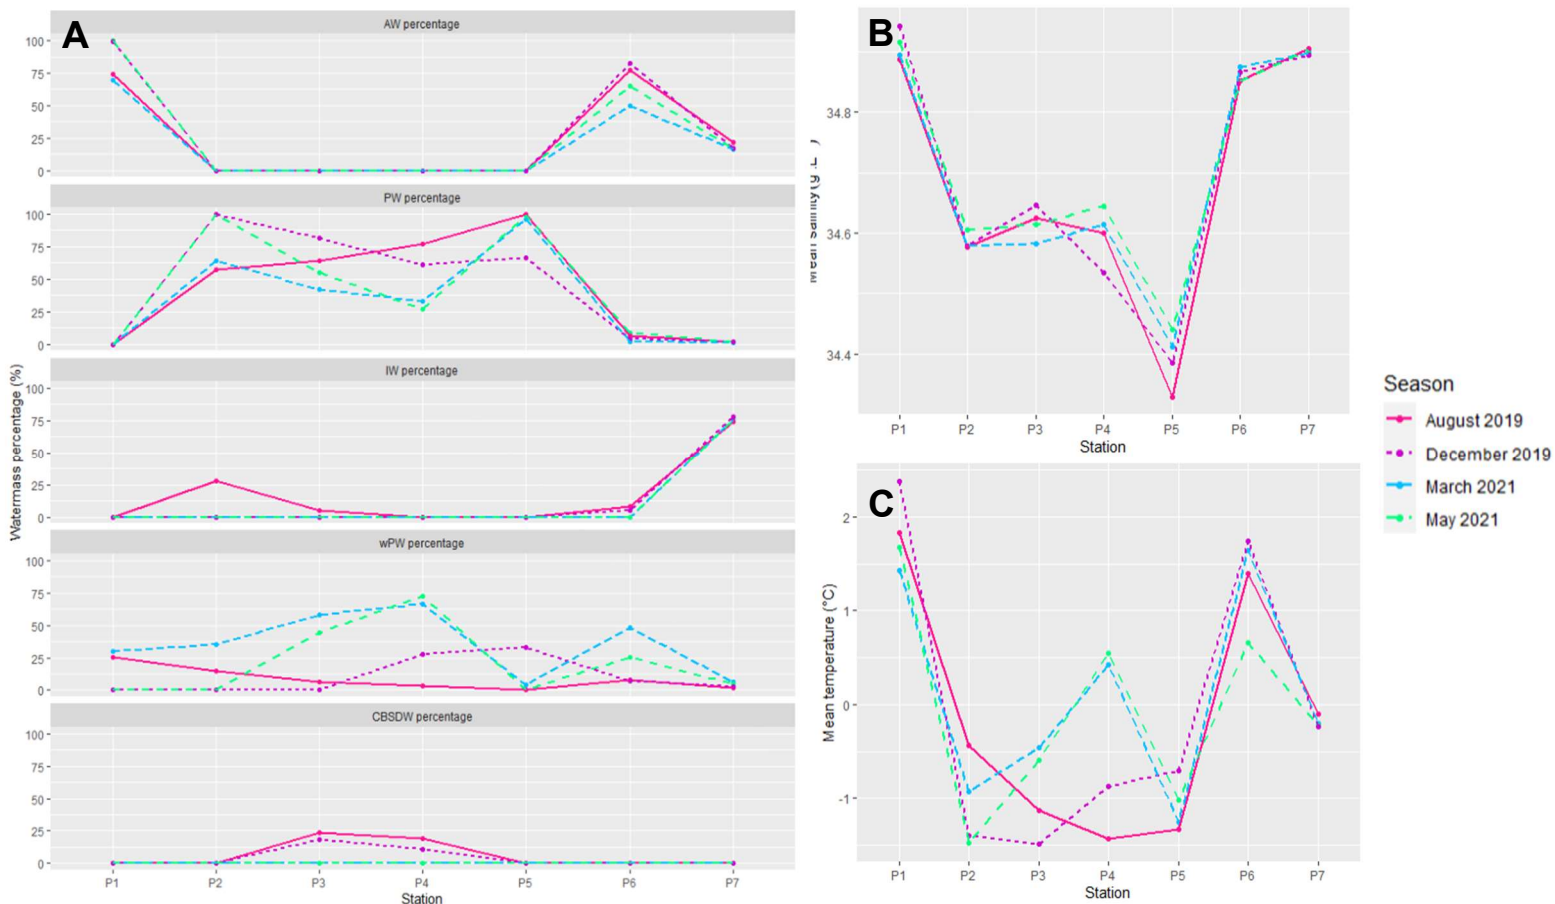 A
AW percentage
100
75
50
25
0
PW percentage
100
75
50
25
0
IW percentage
100
75
50
25
0
wPW percentage
100
75
50
25
0
CBSDW percentage
100
75
50
25
0
Watermass percentage (%)
P1 P2 P3 P4 P5 P6 P7
Station
B
34.8
34.6
34.4
P1 P2 P3 P4 P5 P6 P7
Station
C
2
1
0
-1
Mean temperature (°C)
P1 P2 P3 P4 P5 P6 P7
Station
Season
August 2019
December 2019
March 2021
May 2021